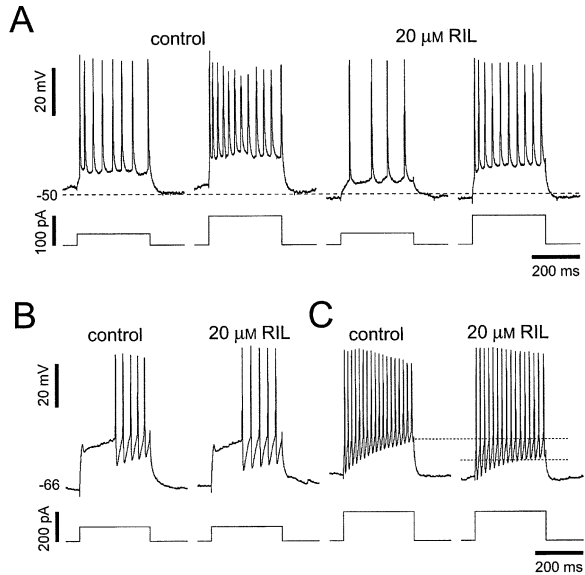 A
control
20 μM RIL
20 mV
-50
100 pA
200 ms
B
control
20 μM RIL
C
control
20 μM RIL
20 mV
-66
200 pA
200 ms